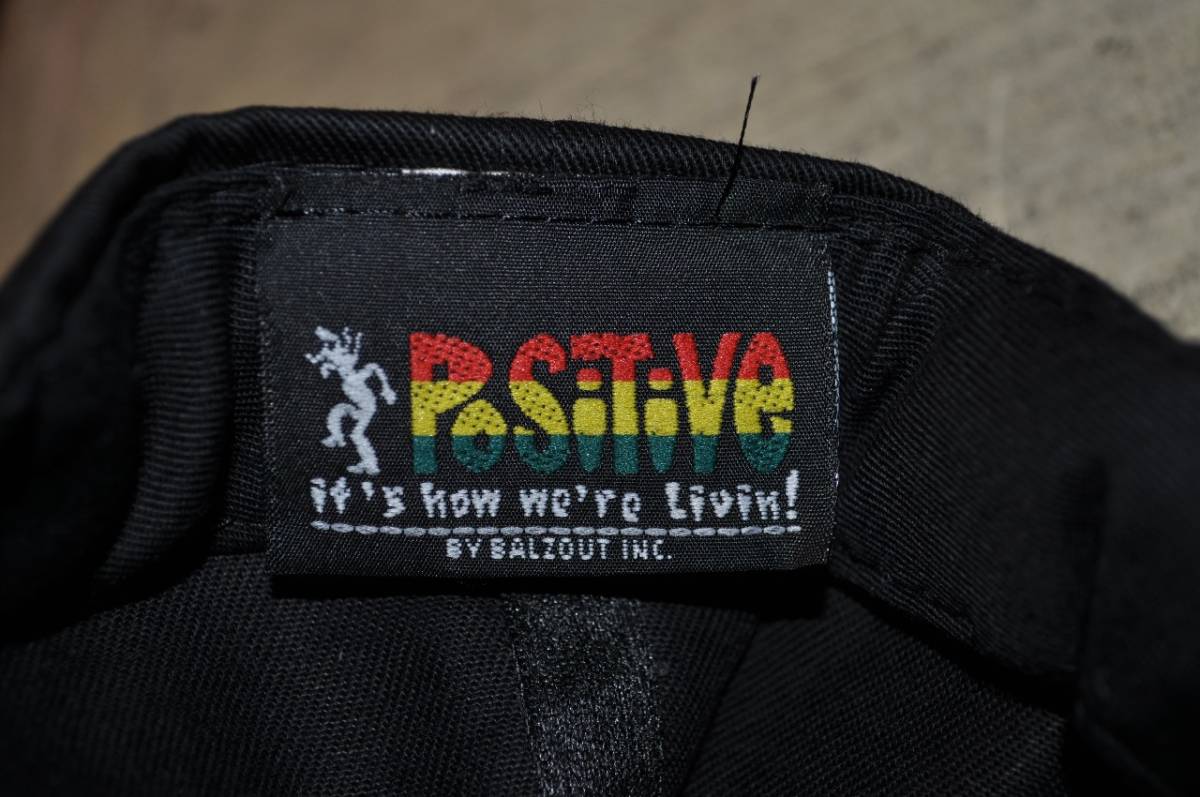 PoSiTiVe
it's how we're Livin!
BY BALZOUT INC.